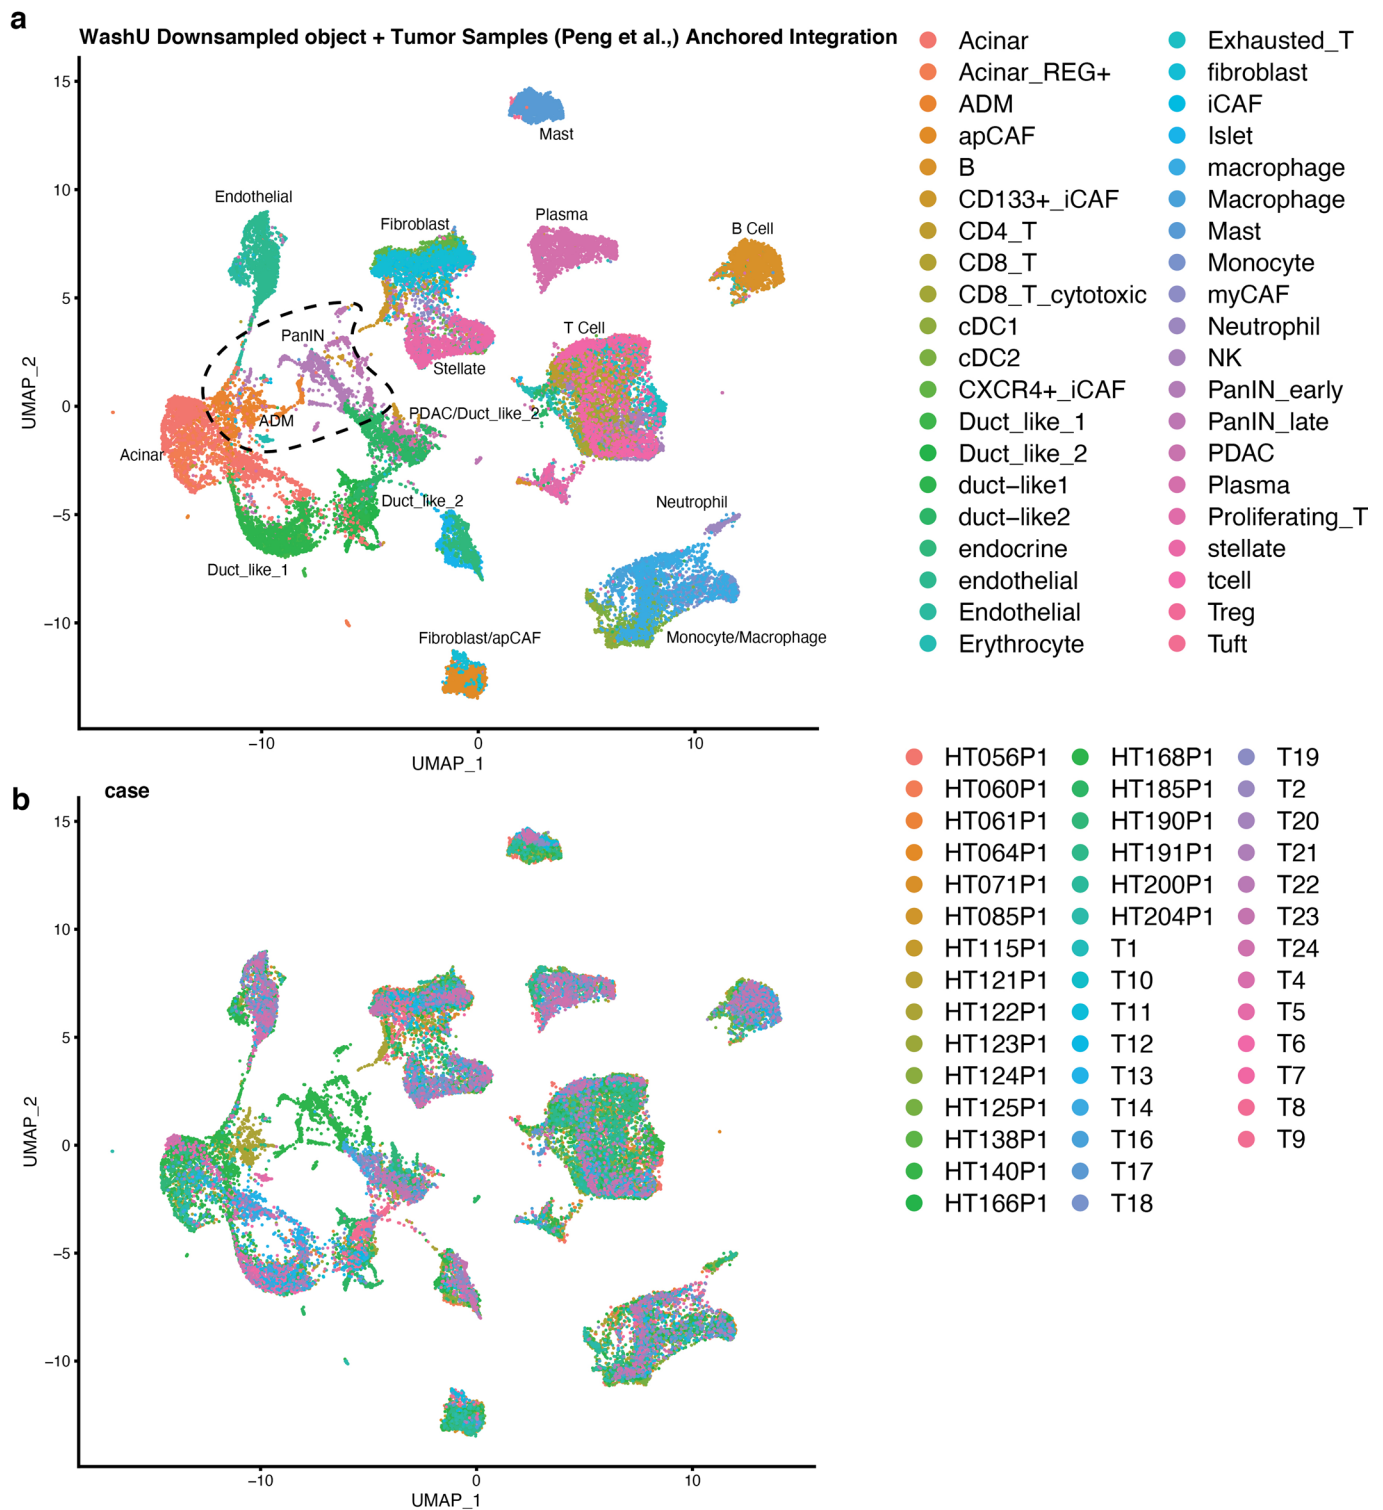 a
WashU Downsampled object + Tumor Samples (Peng et al.,) Anchored Integration
UMAP_2
15
10
5
0
−5
−10
−10
0
10
UMAP_1
Mast
Endothelial
Fibroblast
Plasma
B Cell
PanIN
T Cell
Stellate
ADM
PDAC/Duct_like_2
Acinar
Duct_like_2
Neutrophil
Duct_like_1
Fibroblast/apCAF
Monocyte/Macrophage
Acinar
Acinar_REG+
ADM
apCAF
B
CD133+_iCAF
CD4_T
CD8_T
CD8_T_cytotoxic
cDC1
cDC2
CXCR4+_iCAF
Duct_like_1
Duct_like_2
duct−like1
duct−like2
endocrine
endothelial
Endothelial
Erythrocyte
Exhausted_T
fibroblast
iCAF
Islet
macrophage
Macrophage
Mast
Monocyte
myCAF
Neutrophil
NK
PanIN_early
PanIN_late
PDAC
Plasma
Proliferating_T
stellate
tcell
Treg
Tuft
b
case
UMAP_2
15
10
5
0
−5
−10
−10
0
10
UMAP_1
HT056P1
HT060P1
HT061P1
HT064P1
HT071P1
HT085P1
HT115P1
HT121P1
HT122P1
HT123P1
HT124P1
HT125P1
HT138P1
HT140P1
HT166P1
HT168P1
HT185P1
HT190P1
HT191P1
HT200P1
HT204P1
T1
T10
T11
T12
T13
T14
T16
T17
T18
T19
T2
T20
T21
T22
T23
T24
T4
T5
T6
T7
T8
T9